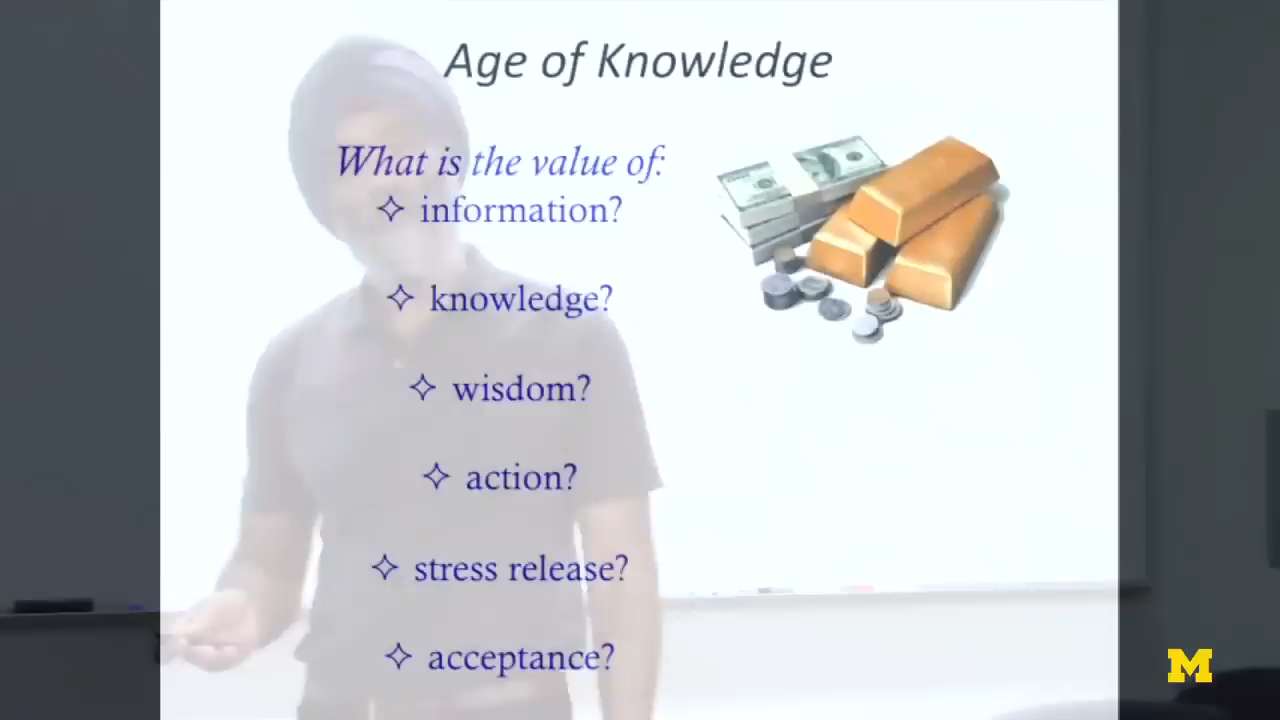 Age of Knowledge
What is the value of:
✧ information?
✧ knowledge?
✧ wisdom?
✧ action?
✧ stress release?
✧ acceptance?
M